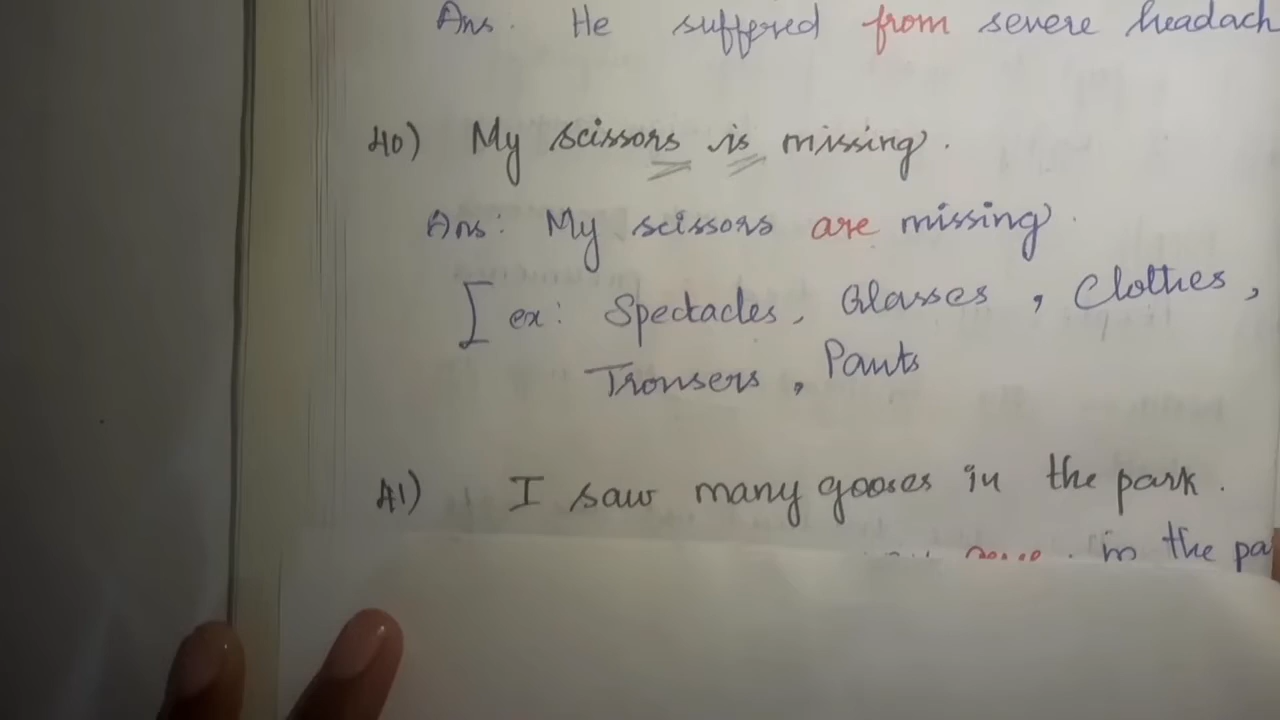 Ans. He suffered from severe headach
40) My scissors is missing.
Ans: My scissors are missing.
[ ex: Spectacles, Glasses, Clothes,
Trousers, Pants
41) I saw many gooses in the park.
in the pa